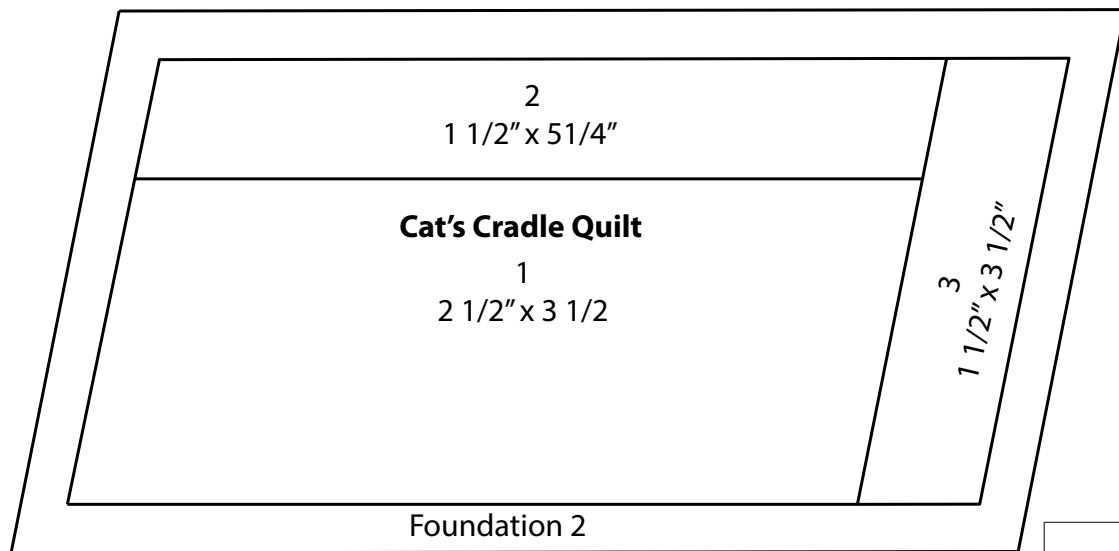 2
1 1/2” x 51/4”
Cat’s Cradle Quilt
1
2 1/2” x 3 1/2
3
1 1/2” x 3 1/2”
Foundation 2